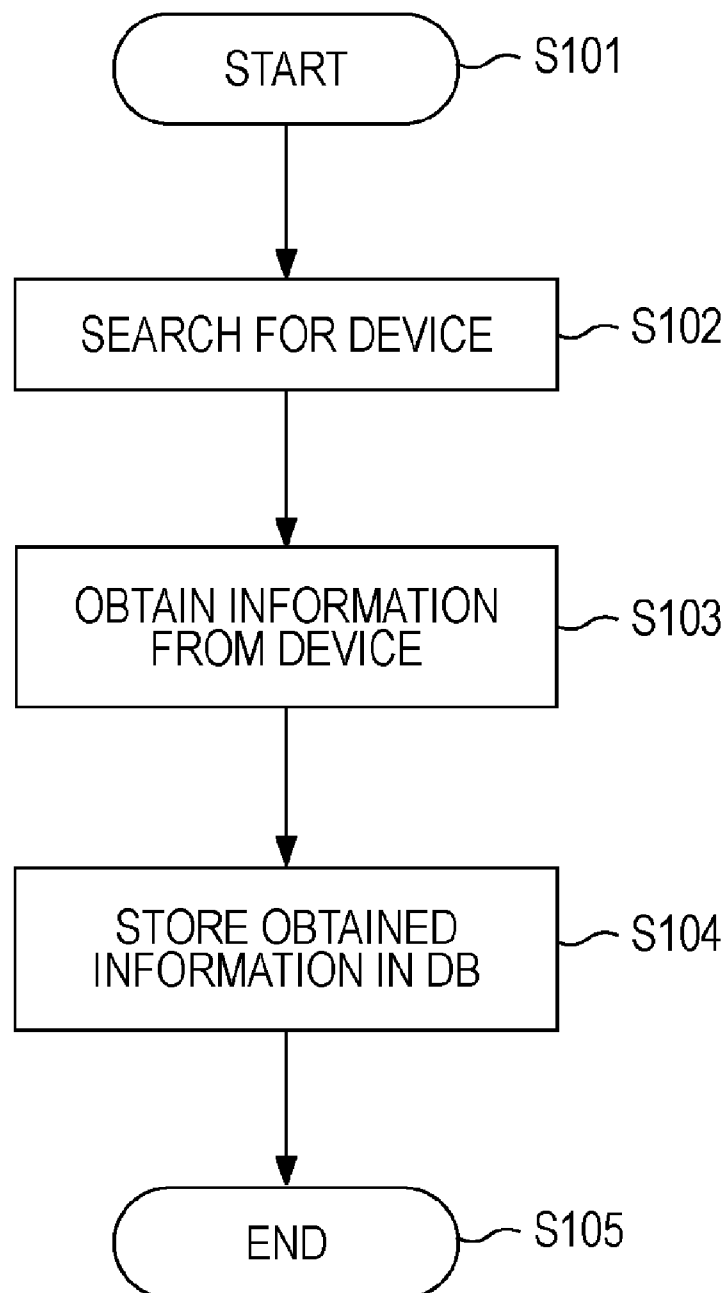 START
S101
SEARCH FOR DEVICE
S102
OBTAIN INFORMATION
FROM DEVICE
S103
STORE OBTAINED
INFORMATION IN DB
S104
END
S105